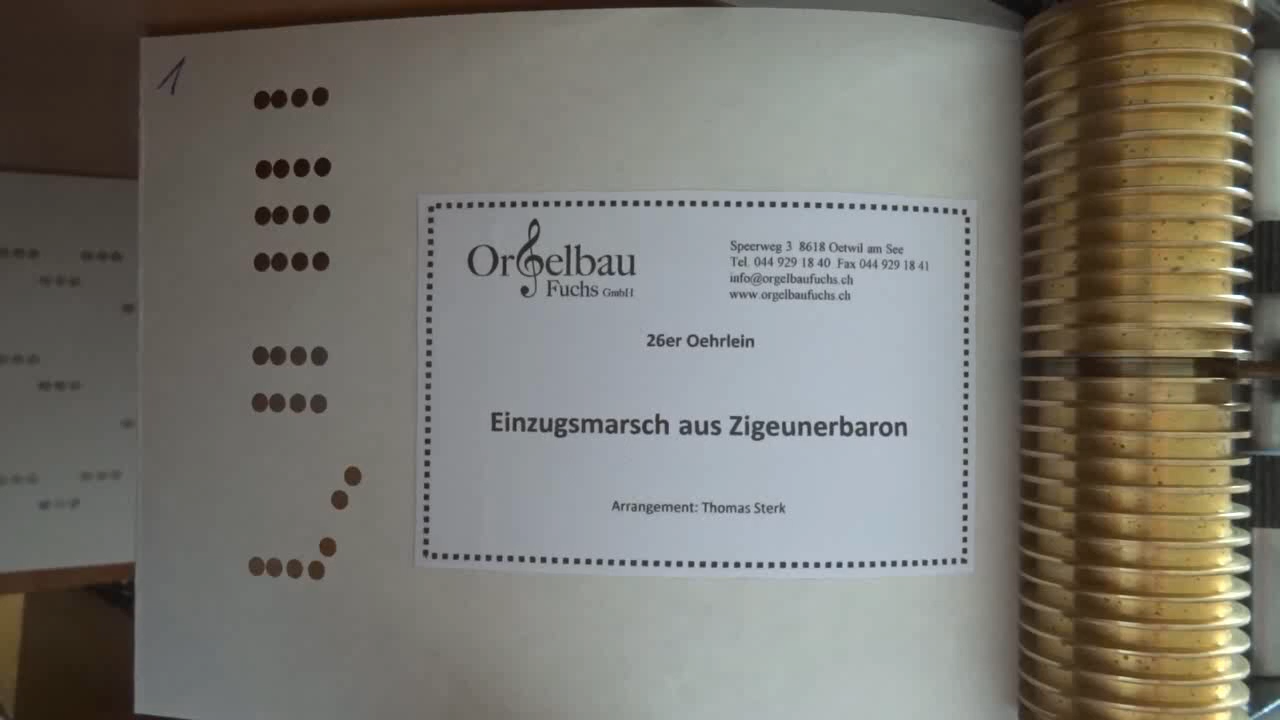 1
Orgelbau
Fuchs GmbH
Speerweg 3 8618 Oetwil am See
Tel. 044 929 18 40 Fax 044 929 18 41
info@orgelbaufuchs.ch
www.orgelbaufuchs.ch
26er Oehrlein
Einzugsmarsch aus Zigeunerbaron
Arrangement: Thomas Sterk